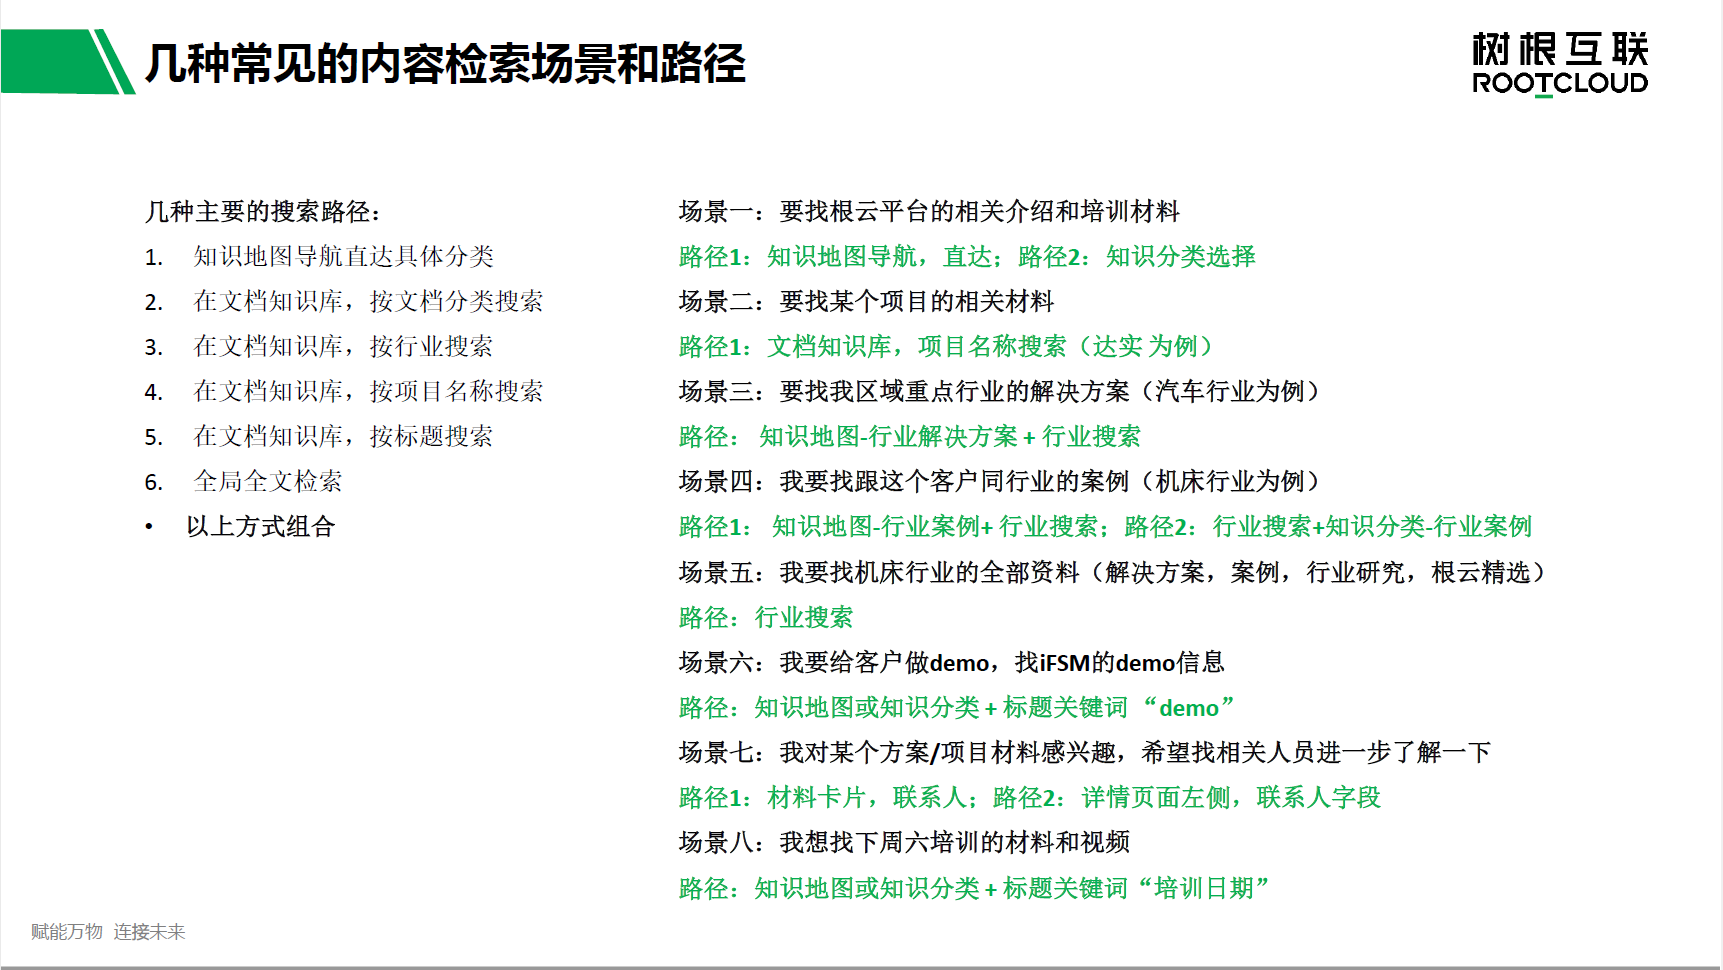 几种常见的内容检索场景和路径
树根互联
ROOTCLOUD
几种主要的搜索路径：
1. 知识地图导航直达具体分类
2. 在文档知识库，按文档分类搜索
3. 在文档知识库，按行业搜索
4. 在文档知识库，按项目名称搜索
5. 在文档知识库，按标题搜索
6. 全局全文检索
• 以上方式组合
场景一：要找根云平台的相关介绍和培训材料
路径1：知识地图导航，直达；路径2：知识分类选择
场景二：要找某个项目的相关材料
路径1：文档知识库，项目名称搜索（达实 为例）
场景三：要找我区域重点行业的解决方案（汽车行业为例）
路径： 知识地图-行业解决方案 + 行业搜索
场景四：我要找跟这个客户同行业的案例（机床行业为例）
路径1： 知识地图-行业案例+ 行业搜索；路径2：行业搜索+知识分类-行业案例
场景五：我要找机床行业的全部资料（解决方案，案例，行业研究，根云精选）
路径：行业搜索
场景六：我要给客户做demo，找iFSM的demo信息
路径：知识地图或知识分类 + 标题关键词 “demo”
场景七：我对某个方案/项目材料感兴趣，希望找相关人员进一步了解一下
路径1：材料卡片，联系人；路径2：详情页面左侧，联系人字段
场景八：我想找下周六培训的材料和视频
路径：知识地图或知识分类 + 标题关键词“培训日期”
赋能万物 连接未来